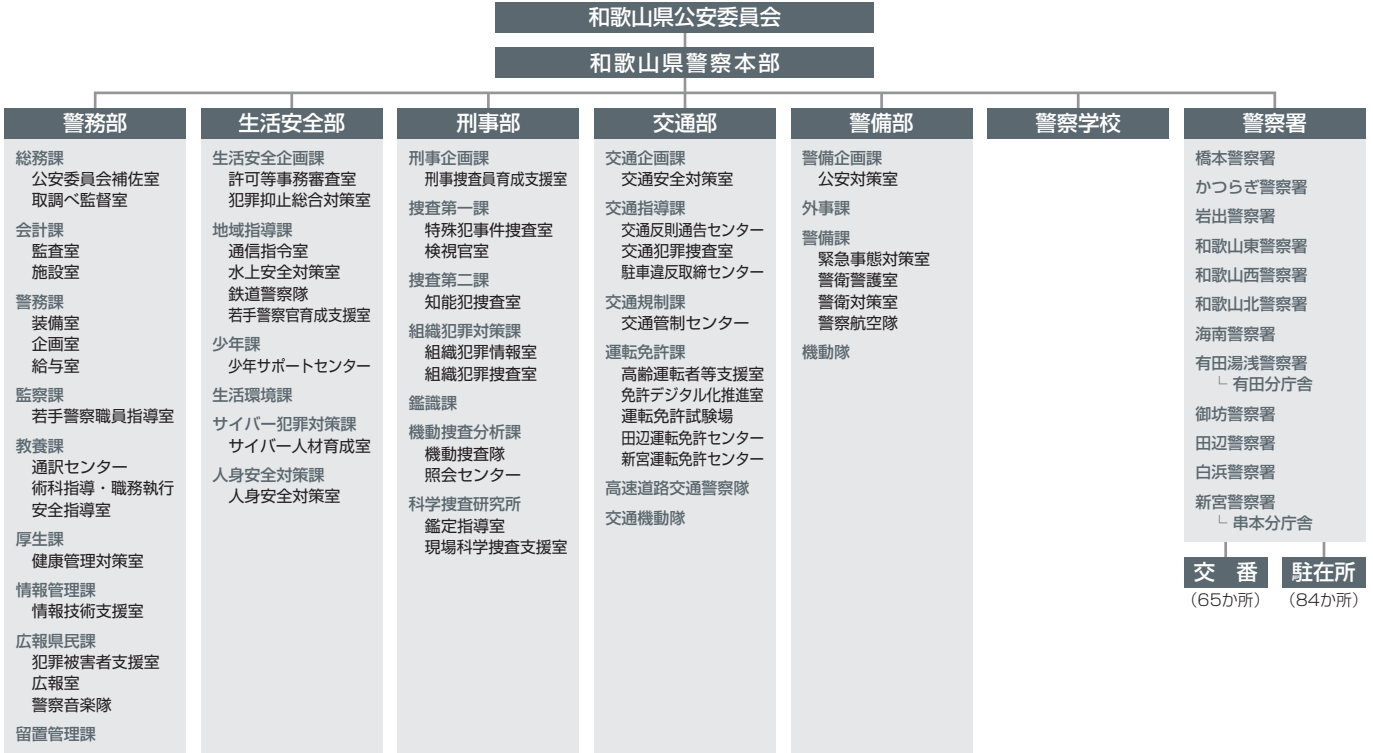 和歌山県公安委員会
和歌山県警察本部
警務部
総務課
公安委員会補佐室
取調べ監督室
会計課
監査室
施設室
警務課
装備室
企画室
給与室
監察課
若手警察職員指導室
教養課
通訳センター
術科指導・職務執行
安全指導室
厚生課
健康管理対策室
情報管理課
情報技術支援室
広報県民課
犯罪被害者支援室
広報室
警察音楽隊
留置管理課
生活安全部
生活安全企画課
許可等事務審査室
犯罪抑止総合対策室
地域指導課
通信指令室
水上安全対策室
鉄道警察隊
若手警察官育成支援室
少年課
少年サポートセンター
生活環境課
サイバー犯罪対策課
サイバー人材育成室
人身安全対策課
人身安全対策室
刑事部
刑事企画課
刑事捜査員育成支援室
捜査第一課
特殊犯事件捜査室
検視官室
捜査第二課
知能犯捜査室
組織犯罪対策課
組織犯罪情報室
組織犯罪捜査室
鑑識課
機動捜査分析課
機動捜査隊
照会センター
科学捜査研究所
鑑定指導室
現場科学捜査支援室
交通部
交通企画課
交通安全対策室
交通指導課
交通反則通告センター
交通犯罪捜査室
駐車違反取締センター
交通規制課
交通管制センター
運転免許課
高齢運転者等支援室
免許デジタル化推進室
運転免許試験場
田辺運転免許センター
新宮運転免許センター
高速道路交通警察隊
交通機動隊
警備部
警備企画課
公安対策室
外事課
警備課
緊急事態対策室
警衛警護室
警衛対策室
警察航空隊
機動隊
警察学校
警察署
橋本警察署
かつらぎ警察署
岩出警察署
和歌山東警察署
和歌山西警察署
和歌山北警察署
海南警察署
有田湯浅警察署
└ 有田分庁舎
御坊警察署
田辺警察署
白浜警察署
新宮警察署
└ 串本分庁舎
交　番
(65か所)
駐在所
(84か所)